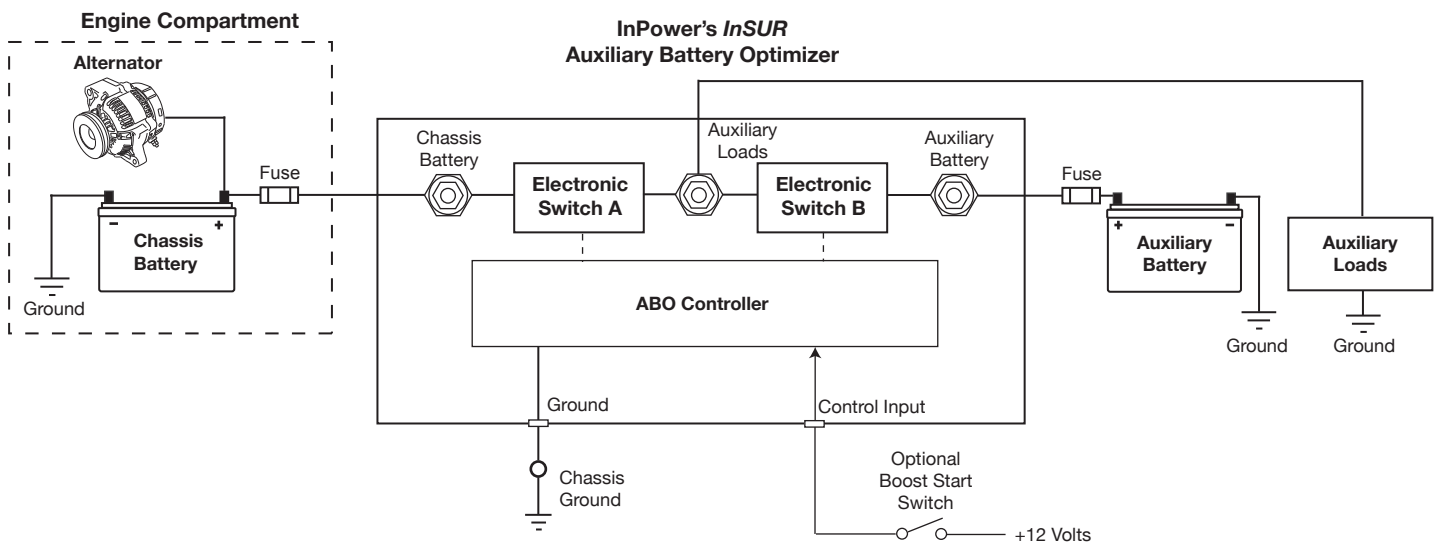 Engine Compartment
InPower's InSUR
Auxiliary Battery Optimizer
Alternator
Chassis
Battery
Auxiliary
Loads
Auxiliary
Battery
Fuse
Fuse
Electronic
Switch A
Electronic
Switch B
–
+
Chassis
Battery
+
–
Auxiliary
Battery
Auxiliary
Loads
Ground
ABO Controller
Ground
Ground
Ground
Control Input
Chassis
Ground
Optional
Boost Start
Switch
+12 Volts